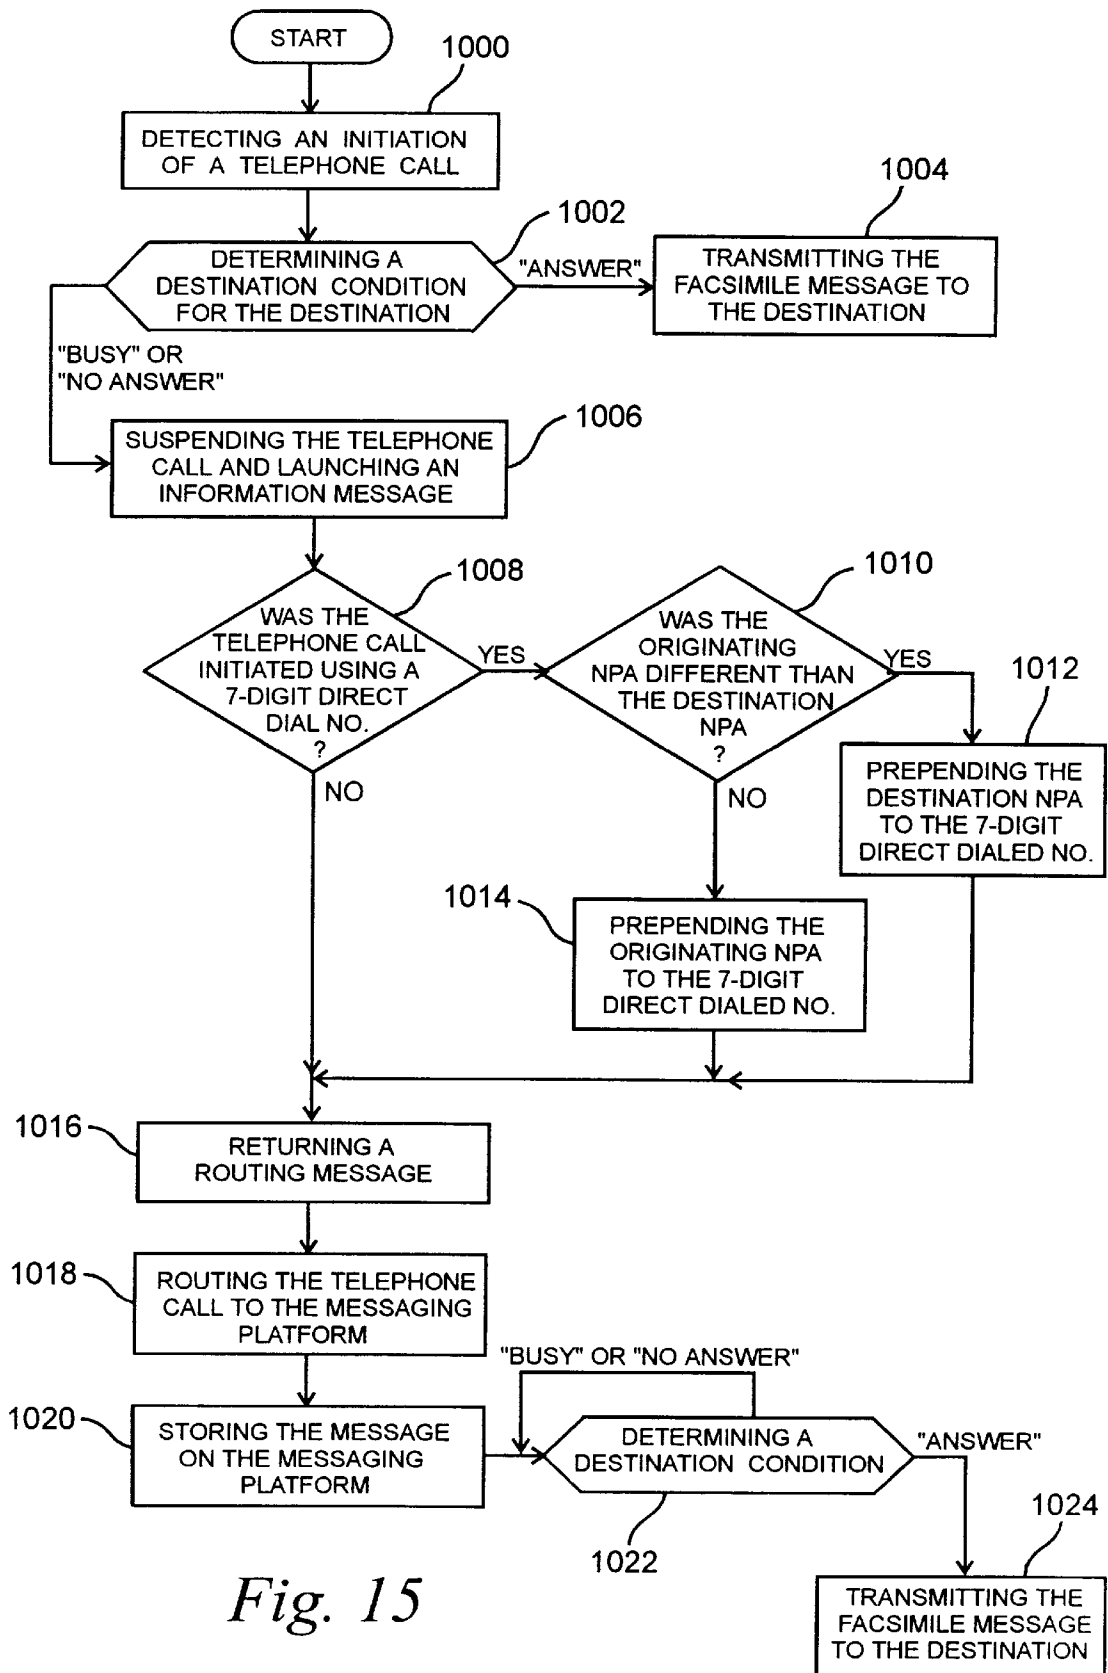 START
1000
DETECTING AN INITIATION
OF A TELEPHONE CALL
1002
DETERMINING A
DESTINATION CONDITION
FOR THE DESTINATION
"ANSWER"
1004
TRANSMITTING THE
FACSIMILE MESSAGE TO
THE DESTINATION
"BUSY" OR
"NO ANSWER"
1006
SUSPENDING THE TELEPHONE
CALL AND LAUNCHING AN
INFORMATION MESSAGE
1008
WAS THE
TELEPHONE CALL
INITIATED USING A
7-DIGIT DIRECT
DIAL NO.
?
YES
NO
1010
WAS THE
ORIGINATING
NPA DIFFERENT THAN
THE DESTINATION
NPA
?
YES
NO
1012
PREPENDING THE
DESTINATION NPA
TO THE 7-DIGIT
DIRECT DIALED NO.
1014
PREPENDING THE
ORIGINATING NPA
TO THE 7-DIGIT
DIRECT DIALED NO.
1016
RETURNING A
ROUTING MESSAGE
1018
ROUTING THE TELEPHONE
CALL TO THE MESSAGING
PLATFORM
1020
STORING THE MESSAGE
ON THE MESSAGING
PLATFORM
"BUSY" OR "NO ANSWER"
DETERMINING A
DESTINATION CONDITION
1022
"ANSWER"
1024
TRANSMITTING THE
FACSIMILE MESSAGE
TO THE DESTINATION
Fig. 15